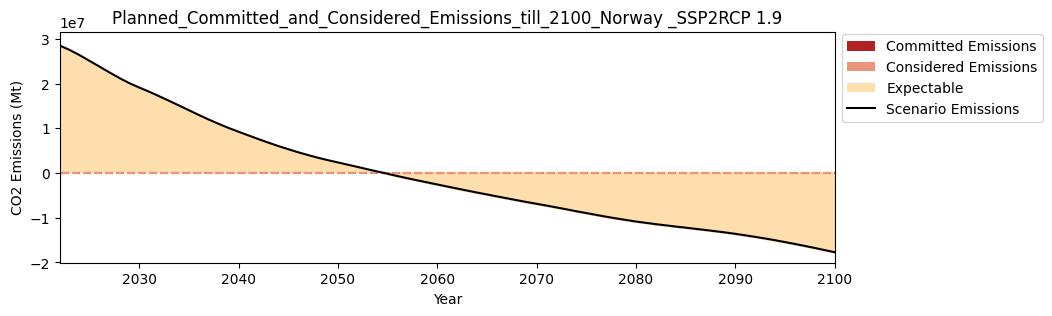 Planned_Committed_and_Considered_Emissions_till_2100_Norway _SSP2RCP 1.9
1e7
3
2
1
0
−1
−2
CO2 Emissions (Mt)
2030 2040 2050 2060 2070 2080 2090 2100
Year
Committed Emissions
Considered Emissions
Expectable
Scenario Emissions